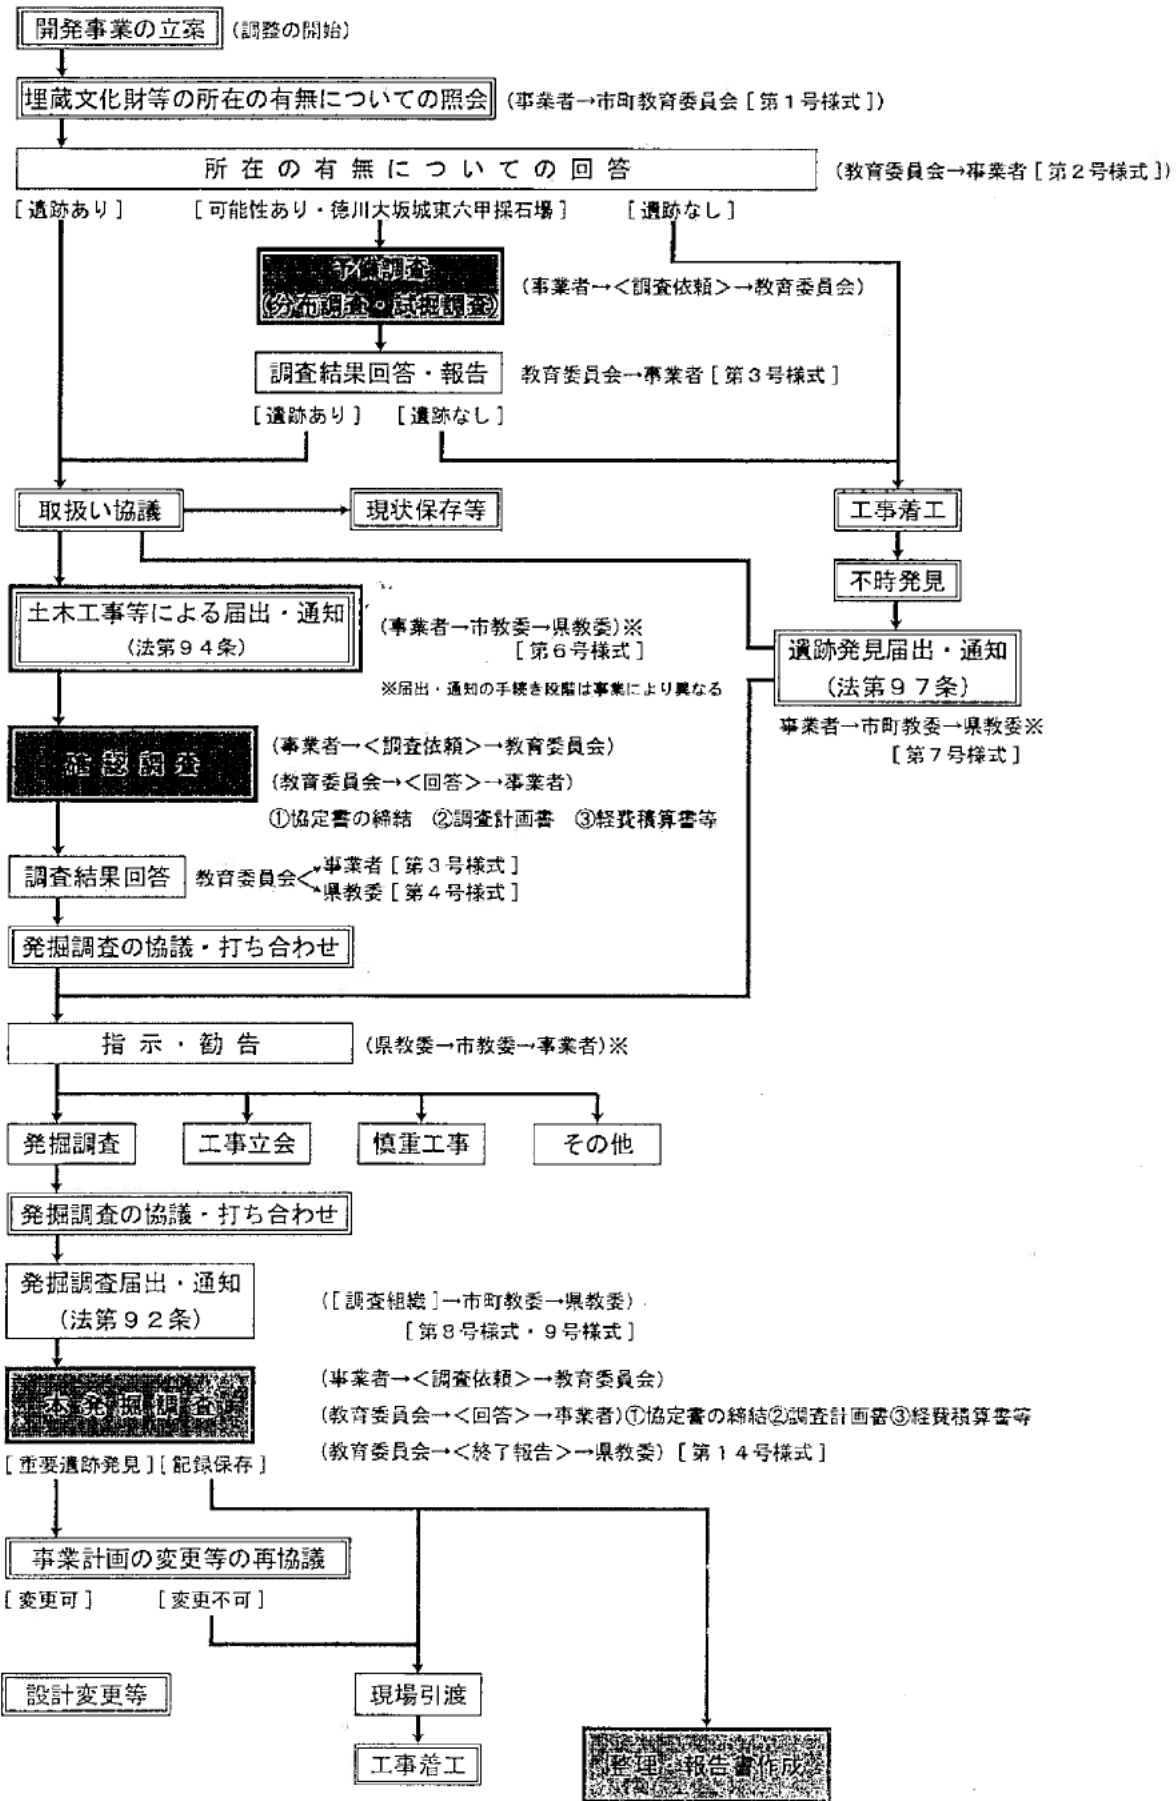 開発事業の立案 (調整の開始)
埋蔵文化財等の所在の有無についての照会 (事業者→市町教育委員会[第1号様式])
所在の有無についての回答 (教育委員会→事業者[第2号様式])
[遺跡あり] [可能性あり・徳川大坂城東六甲採石場] [遺跡なし]
予備調査
(分布調査・試掘調査) (事業者→<調査依頼>→教育委員会)
調査結果回答・報告 教育委員会→事業者[第3号様式]
[遺跡あり] [遺跡なし]
取扱い協議 現状保存等 工事着工
不時発見
土木工事等による届出・通知
(法第94条)
(事業者→市教委→県教委)※
[第6号様式]
※届出・通知の手続き段階は事業により異なる
遺跡発見届出・通知
(法第97条)
事業者→市町教委→県教委※
[第7号様式]
確認調査
(事業者→<調査依頼>→教育委員会)
(教育委員会→<回答>→事業者)
①協定書の締結 ②調査計画書 ③経費積算書等
調査結果回答 教育委員会 事業者[第3号様式]
県教委[第4号様式]
発掘調査の協議・打ち合わせ
指示・勧告 (県教委→市教委→事業者)※
発掘調査 工事立会 慎重工事 その他
発掘調査の協議・打ち合わせ
発掘調査届出・通知
(法第92条)
([調査組織]→市町教委→県教委)
[第8号様式・9号様式]
本発掘調査
(事業者→<調査依頼>→教育委員会)
(教育委員会→<回答>→事業者)①協定書の締結②調査計画書③経費積算書等
(教育委員会→<終了報告>→県教委)[第14号様式]
[重要遺跡発見][記録保存]
事業計画の変更等の再協議
[変更可] [変更不可]
設計変更等 現場引渡
工事着工 整理・報告書作成